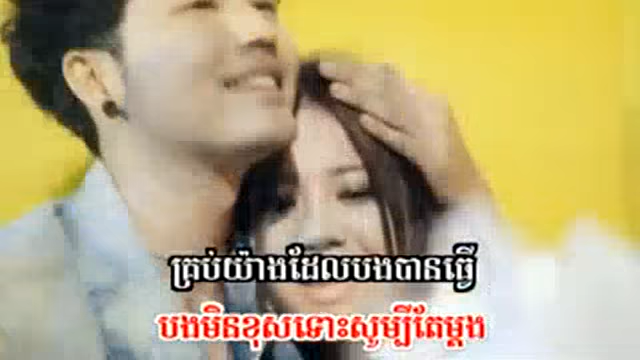 គ្រប់យ៉ាងដែលបងបានធ្វើ
បងមិនខុសទោះសូម្បីតែម្ដង